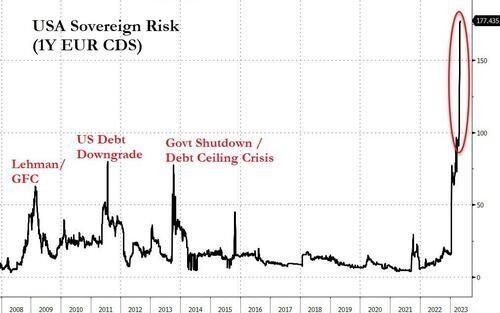 USA Sovereign Risk
(1Y EUR CDS)
177.435
150
100
50
0
Lehman/
GFC
US Debt
Downgrade
Govt Shutdown /
Debt Ceiling Crisis
2008 2009 2010 2011 2012 2013 2014 2015 2016 2017 2018 2019 2020 2021 2022 2023